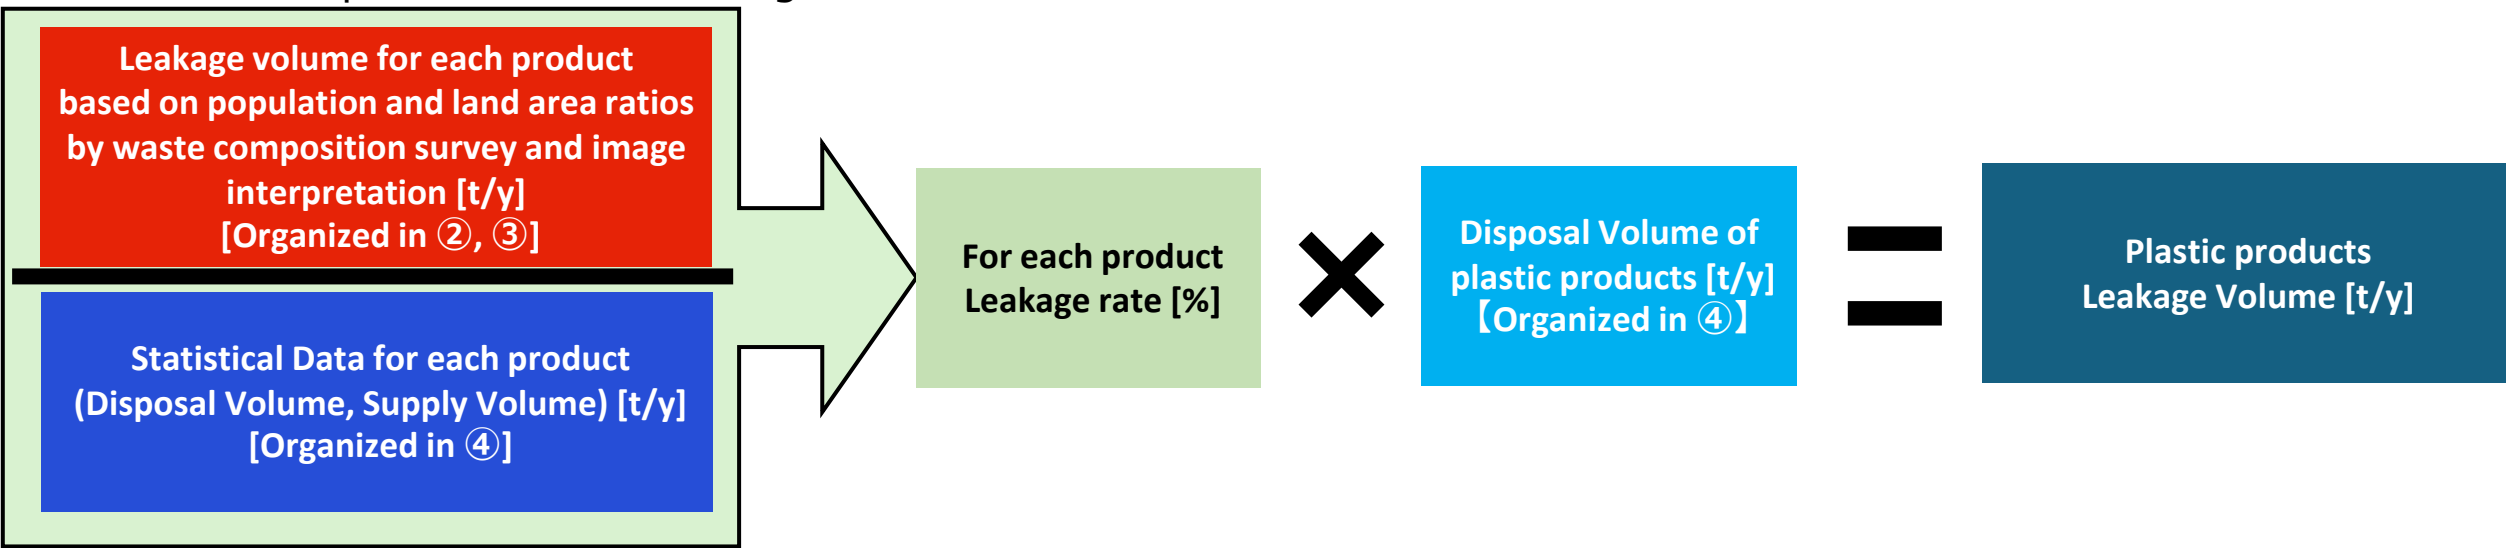 Leakage volume for each product
based on population and land area ratios
by waste composition survey and image
interpretation [t/y]
[Organized in ②, ③]
Statistical Data for each product
(Disposal Volume, Supply Volume) [t/y]
[Organized in ④]
For each product
Leakage rate [%]
×
Disposal Volume of
plastic products [t/y]
【Organized in ④】
=
Plastic products
Leakage Volume [t/y]